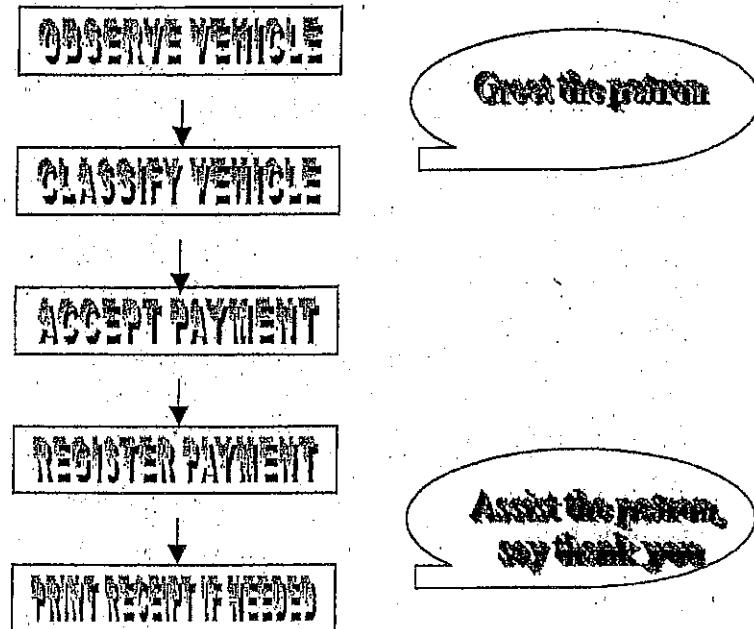 OBSERVE VEHICLE
Greet the patron
CLASSIFY VEHICLE
ACCEPT PAYMENT
REGISTER PAYMENT
Assist the patron,
say thank you
PRINT RECEIPT IF NEEDED